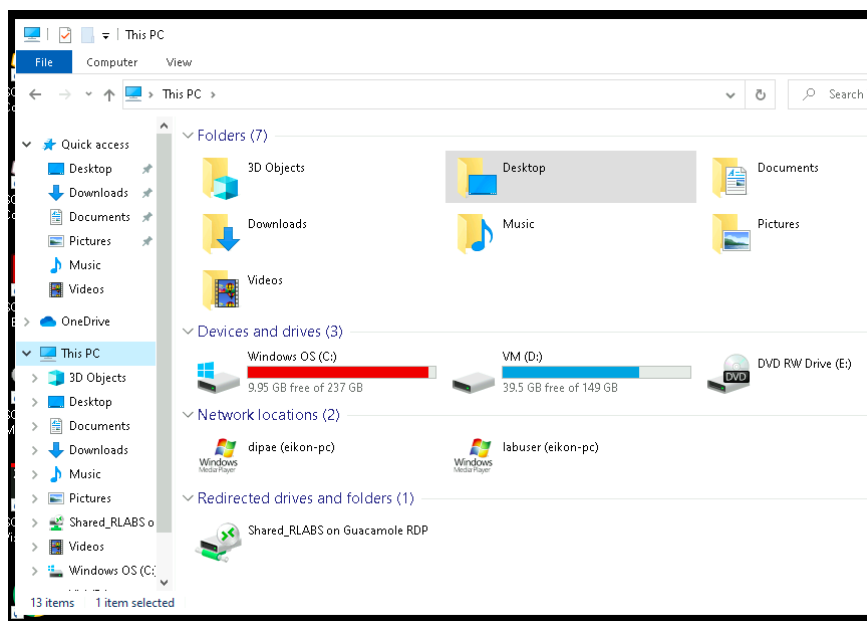 This PC
File Computer View
This PC
Search
Quick access
Desktop
Downloads
Documents
Pictures
Music
Videos
OneDrive
This PC
3D Objects
Desktop
Documents
Downloads
Music
Pictures
Shared_RLABS o
Videos
Windows OS (C:
Folders (7)
3D Objects
Desktop
Documents
Downloads
Music
Pictures
Videos
Devices and drives (3)
Windows OS (C:)
9.95 GB free of 237 GB
VM (D:)
39.5 GB free of 149 GB
DVD RW Drive (E:)
DVD
Network locations (2)
dipae (eikon-pc)
Windows
Media Player
labuser (eikon-pc)
Windows
Media Player
Redirected drives and folders (1)
Shared_RLABS on Guacamole RDP
13 items 1 item selected